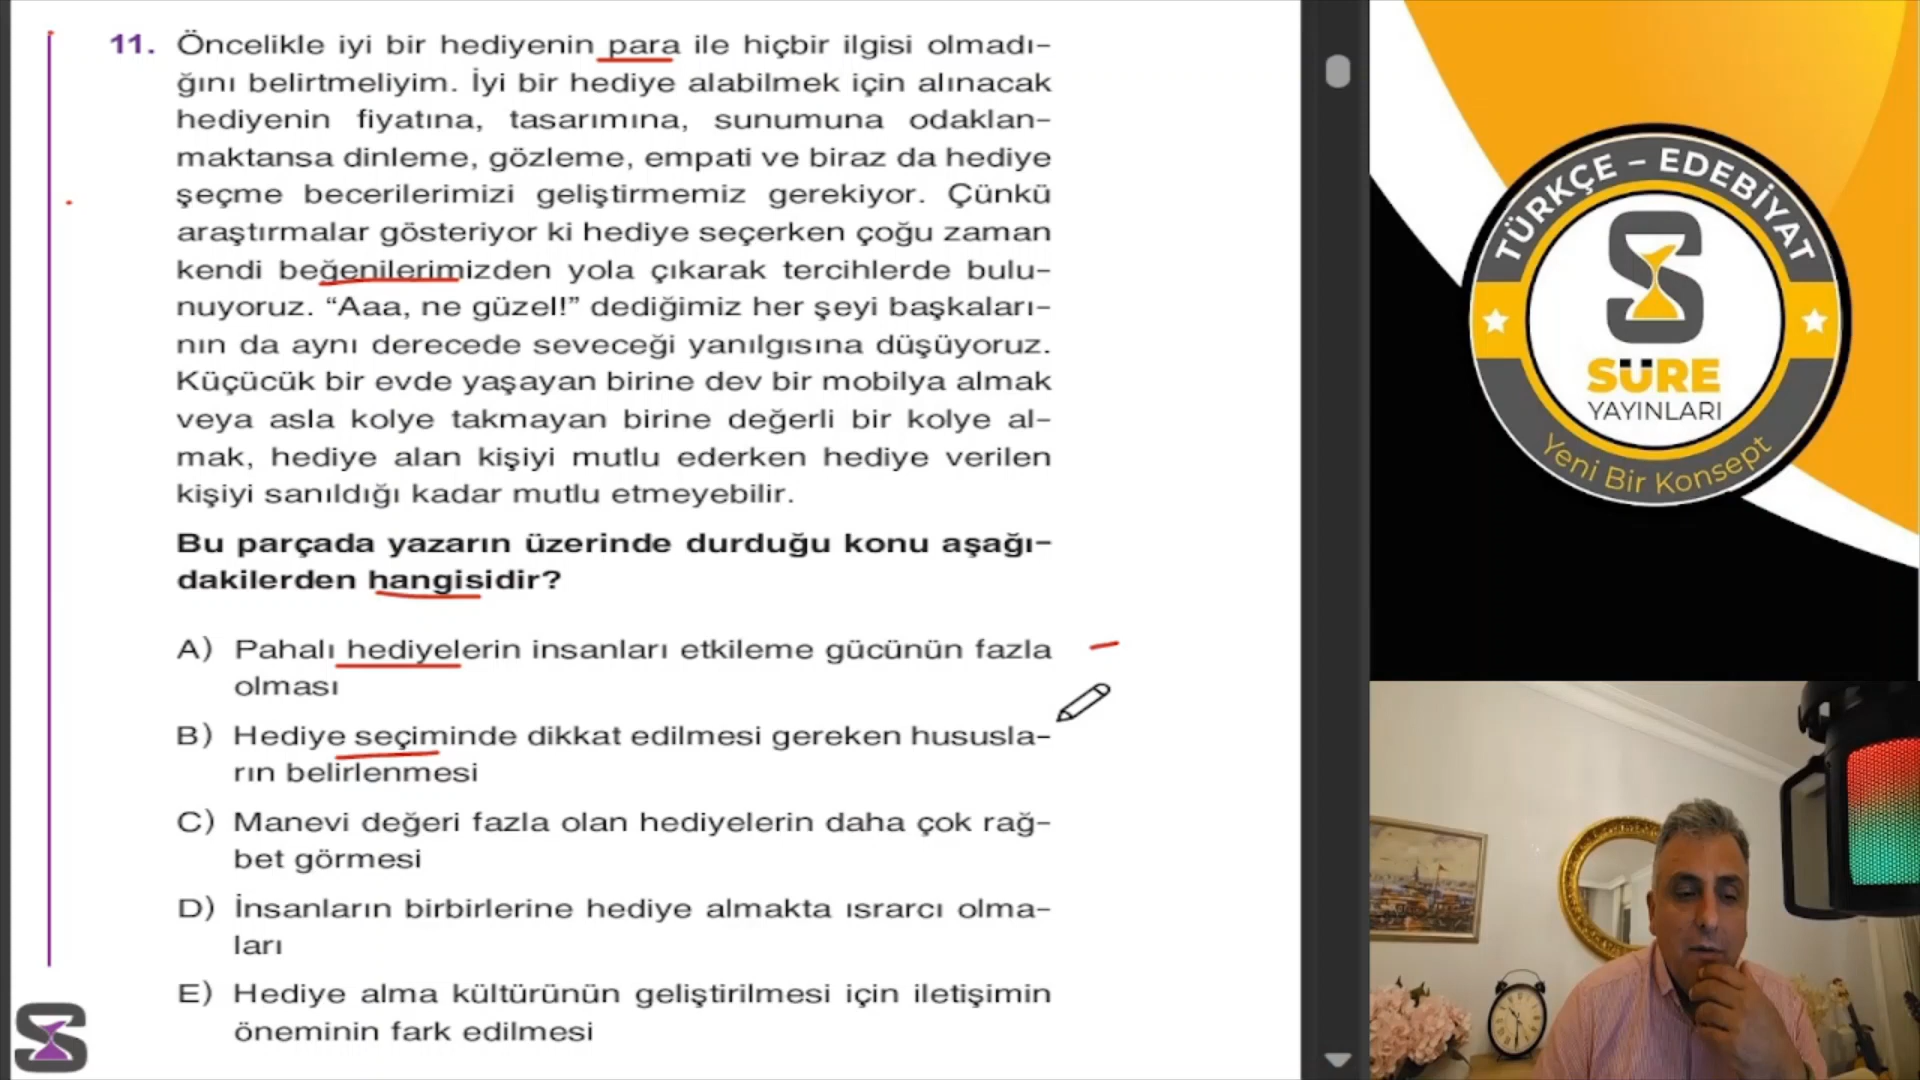 11. Öncelikle iyi bir hediyenin para ile hiçbir ilgisi olmadı-
ğını belirtmeliyim. İyi bir hediye alabilmek için alınacak
hediyenin fiyatına, tasarımına, sunumuna odaklan-
maktansa dinleme, gözleme, empati ve biraz da hediye
şeçme becerilerimizi geliştirmemiz gerekiyor. Çünkü
araştırmalar gösteriyor ki hediye seçerken çoğu zaman
kendi beğenilerimizden yola çıkarak tercihlerde bulu-
nuyoruz. “Aaa, ne güzel!” dediğimiz her şeyi başkaları-
nın da aynı derecede seveceği yanılgısına düşüyoruz.
Küçücük bir evde yaşayan birine dev bir mobilya almak
veya asla kolye takmayan birine değerli bir kolye al-
mak, hediye alan kişiyi mutlu ederken hediye verilen
kişiyi sanıldığı kadar mutlu etmeyebilir.
Bu parçada yazarın üzerinde durduğu konu aşağı-
dakilerden hangisidir?
A) Pahalı hediyelerin insanları etkileme gücünün fazla
olması
B) Hediye seçiminde dikkat edilmesi gereken hususla-
rın belirlenmesi
C) Manevi değeri fazla olan hediyelerin daha çok rağ-
bet görmesi
D) İnsanların birbirlerine hediye almakta ısrarcı olma-
ları
E) Hediye alma kültürünün geliştirilmesi için iletişimin
öneminin fark edilmesi
TÜRKÇE – EDEBİYAT
SÜRE
YAYINLARI
Yeni Bir Konsept